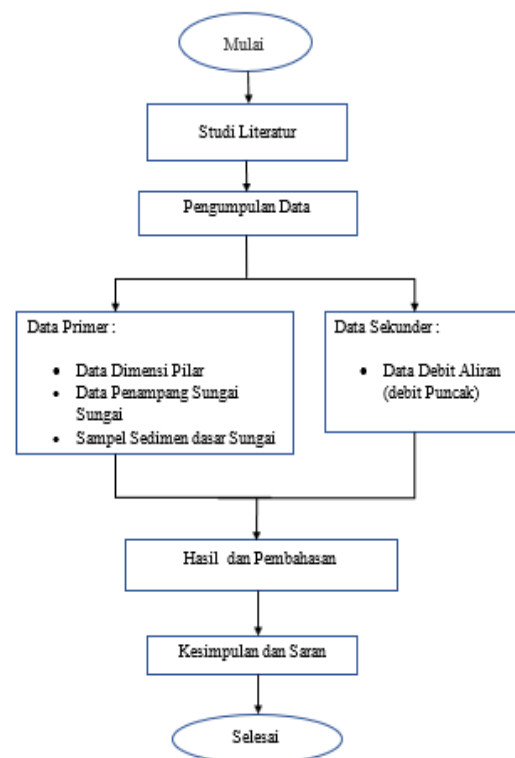 Mulai
Studi Literatur
Pengumpulan Data
Data Primer :
• Data Dimensi Pilar
• Data Penampang Sungai
Sungai
• Sampel Sedimen dasar Sungai
Data Sekunder :
• Data Debit Aliran
(debit Puncak)
Hasil dan Pembahasan
Kesimpulan dan Saran
Selesai